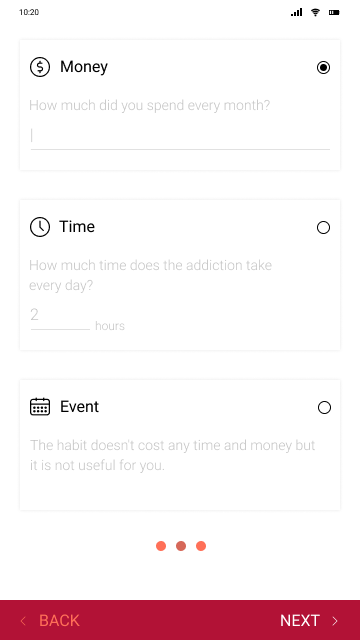 10:20
Money
How much did you spend every month?
Time
How much time does the addiction take
every day?
2
hours
Event
The habit doesn't cost any time and money but
it is not useful for you.
BACK
NEXT